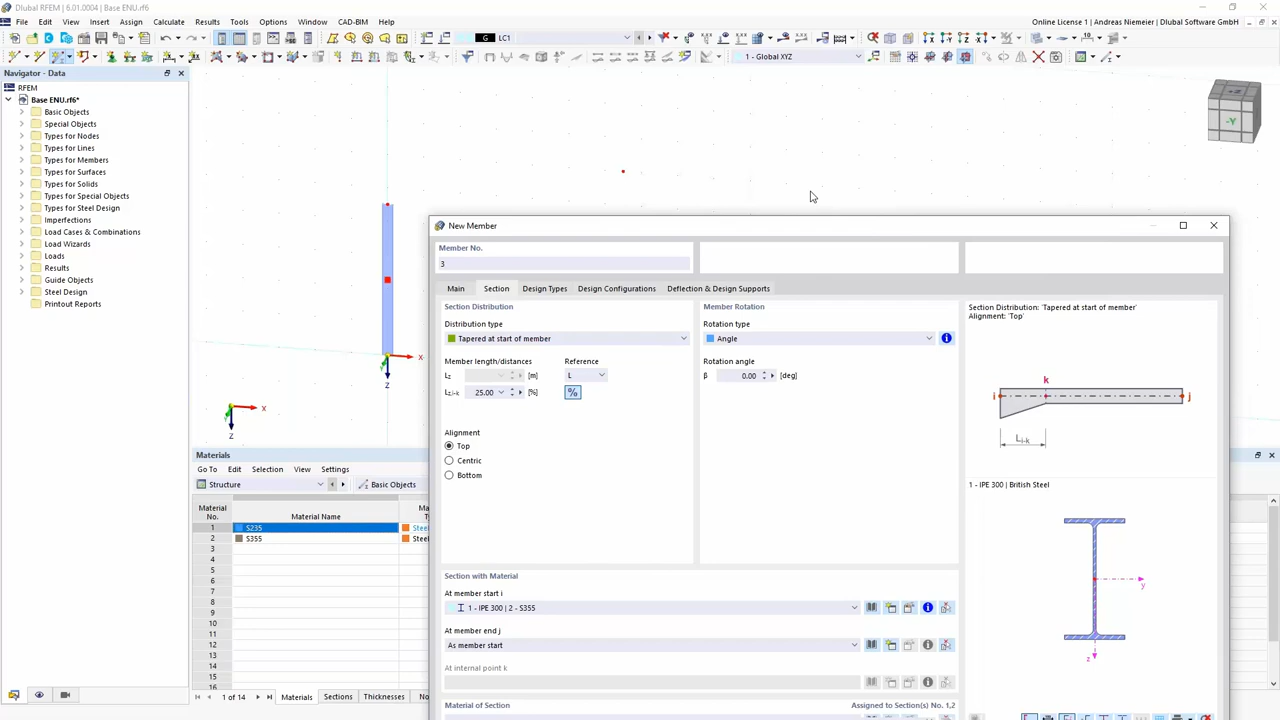 Dlubal RFEM | 6.01.0004 | Base ENU.rf6*
File Edit View Insert Assign Calculate Results Tools Options Window CAD-BIM Help
Online License 1 | Andreas Niemeier | Dlubal Software GmbH
G LC1
1 - Global XYZ
Navigator - Data
RFEM
Base ENU.rf6*
Basic Objects
Special Objects
Types for Nodes
Types for Lines
Types for Members
Types for Surfaces
Types for Solids
Types for Special Objects
Types for Steel Design
Imperfections
Load Cases & Combinations
Load Wizards
Loads
Results
Guide Objects
Steel Design
Printout Reports
+Z
-Y
X
Z
X
Z
New Member
Member No.
3
Main Section Design Types Design Configurations Deflection & Design Supports
Section Distribution
Distribution type
Tapered at start of member
Member length/distances Reference
[m] L
25.00 [%] %
Alignment
Top
Centric
Bottom
Member Rotation
Rotation type
Angle
Rotation angle
β 0.00 [deg]
Section Distribution: 'Tapered at start of member'
Alignment: 'Top'
k
i j
Li-k
1 - IPE 300 | British Steel
y
z
Section with Material
At member start i
1 - IPE 300 | 2 - S355
At member end j
As member start
At internal point k
Material of Section Assigned to Section(s) No. 1,2
Materials
Go To Edit Selection View Settings
Structure Basic Objects
Material
No. Material Name
1 S235 Steel
2 S355 Steel
3
4
5
6
7
8
9
10
11
12
13
14
15
16
1 of 14 Materials Sections Thicknesses